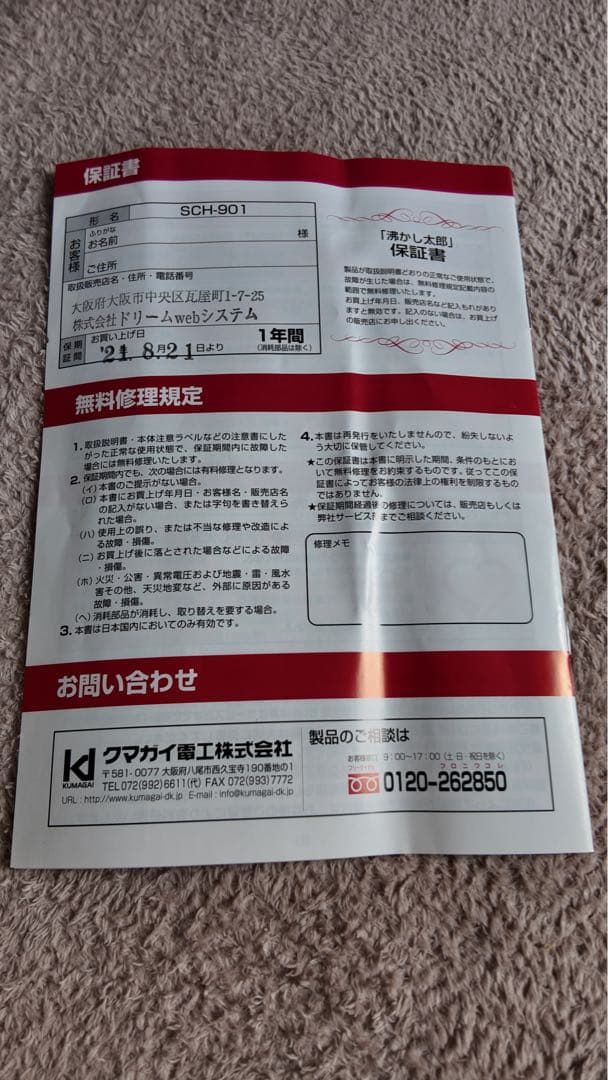 保証書
形名 SCH-901
お客様
ふりがな
お名前 様
ご住所
取扱販売店名・住所・電話番号
大阪府大阪市中央区瓦屋町1-7-25
株式会社ドリームwebシステム
保証期間
お買い上げ日
'21.8月21日より
1年間
(消耗部品は除く)
「沸かし太郎」
保証書
製品が取扱説明書どおりの正常なご使用状態で、
故障が生じた場合は、無料修理規定記載内容の
範囲で無料修理いたします。
お買上げ年月日、販売店名など記入もれがあり
ますと無効です。記入のない場合は、お買上げ
の販売店にお申し出ください。
無料修理規定
1. 取扱説明書・本体注意ラベルなどの注意書にした
がった正常な使用状態で、保証期間内に故障した
場合には無料修理いたします。
2. 保証期間内でも、次の場合には有料修理となります。
(イ)本書のご提示がない場合。
(ロ)本書にお買上げ年月日・お客様名・販売店名
の記入がない場合、または字句を書き替えら
れた場合。
(ハ)使用上の誤り、または不当な修理や改造によ
る故障・損傷。
(ニ)お買上げ後に落とされた場合などによる故障
・損傷。
(ホ)火災・公害・異常電圧および地震・雷・風水
害その他、天災地変など、外部に原因がある
故障・損傷。
(ヘ)消耗部品が消耗し、取り替えを要する場合。
3. 本書は日本国内においてのみ有効です。
4. 本書は再発行をいたしませんので、紛失しないよ
う大切に保管してください。
★この保証書は本書に明示した期間、条件のもとにお
いて無料修理をお約束するものです。従ってこの保
証書によってお客様の法律上の権利を制限するもの
ではありません。
★保証期間経過後の修理については、販売店もしくは
弊社サービス部までご相談ください。
修理メモ
お問い合わせ
kd
KUMAGAI
クマガイ電工株式会社
〒581-0077 大阪府八尾市西久宝寺190番地の1
TEL072(992)6611(代) FAX 072(993)7772
URL : http://www.kumagai-dk.jp E-mail : info@kumagai-dk.jp
製品のご相談は
お客様窓口 9:00〜17:00(土・日・祝日を除く)
フリーダイヤル
フロニウコレ
0120-262850